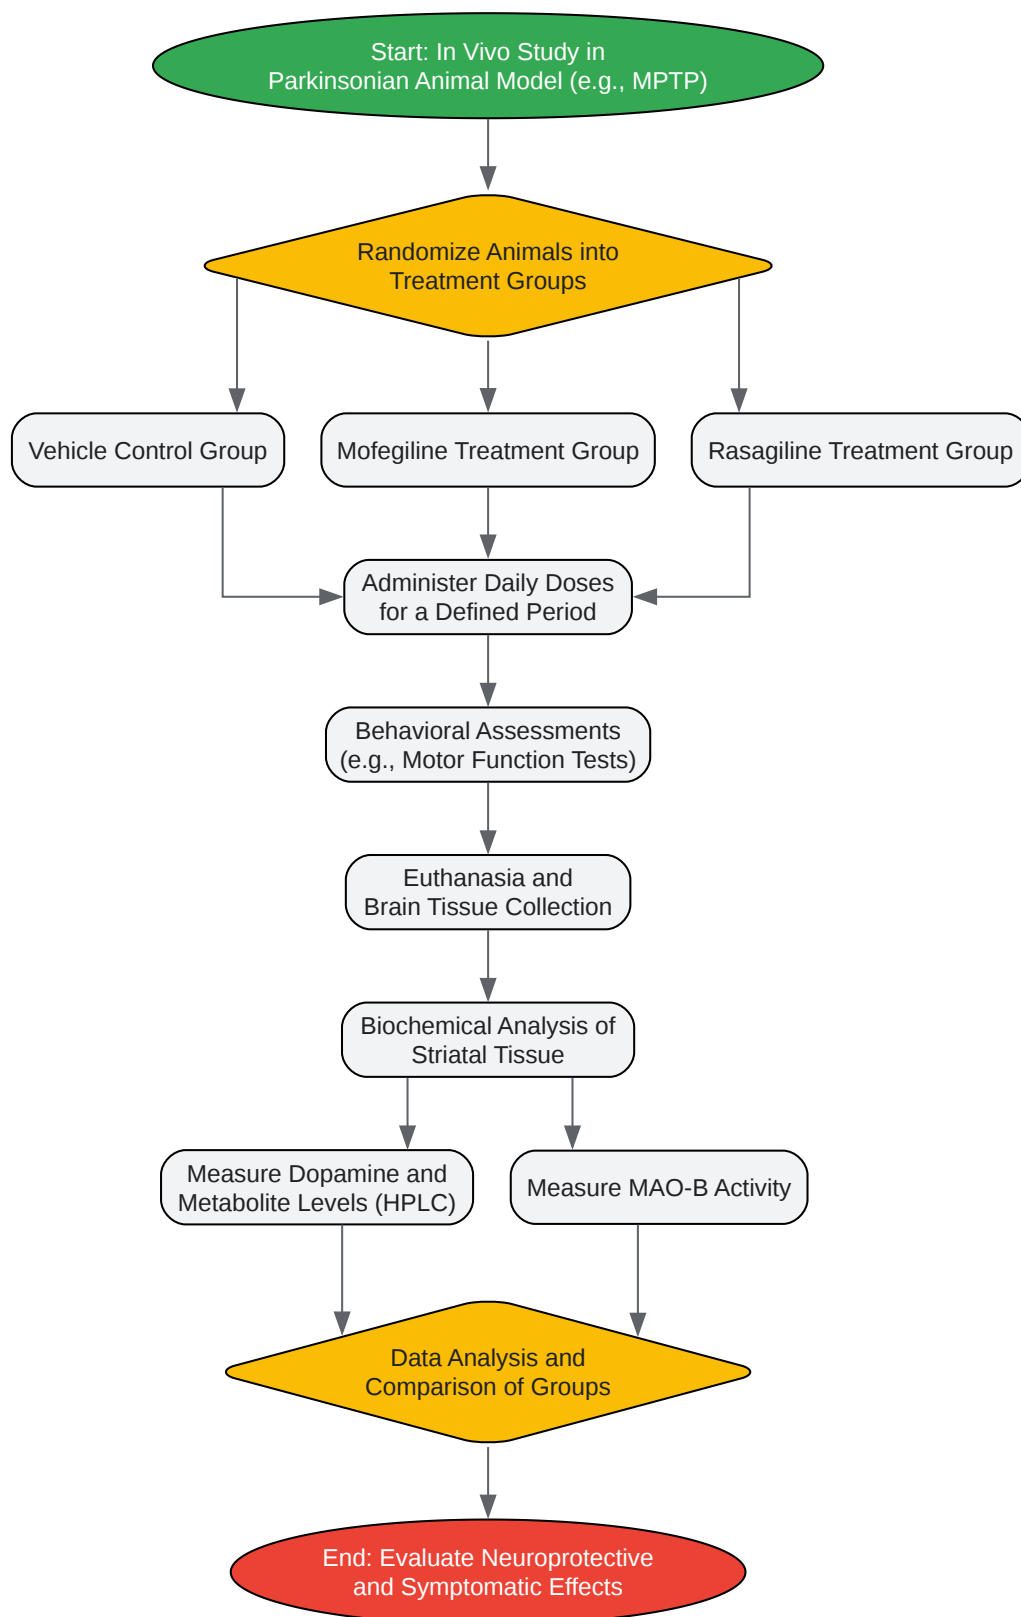 Start: In Vivo Study in
Parkinsonian Animal Model (e.g., MPTP)
Randomize Animals into
Treatment Groups
Vehicle Control Group
Mofegiline Treatment Group
Rasagiline Treatment Group
Administer Daily Doses
for a Defined Period
Behavioral Assessments
(e.g., Motor Function Tests)
Euthanasia and
Brain Tissue Collection
Biochemical Analysis of
Striatal Tissue
Measure Dopamine and
Metabolite Levels (HPLC)
Measure MAO-B Activity
Data Analysis and
Comparison of Groups
End: Evaluate Neuroprotective
and Symptomatic Effects